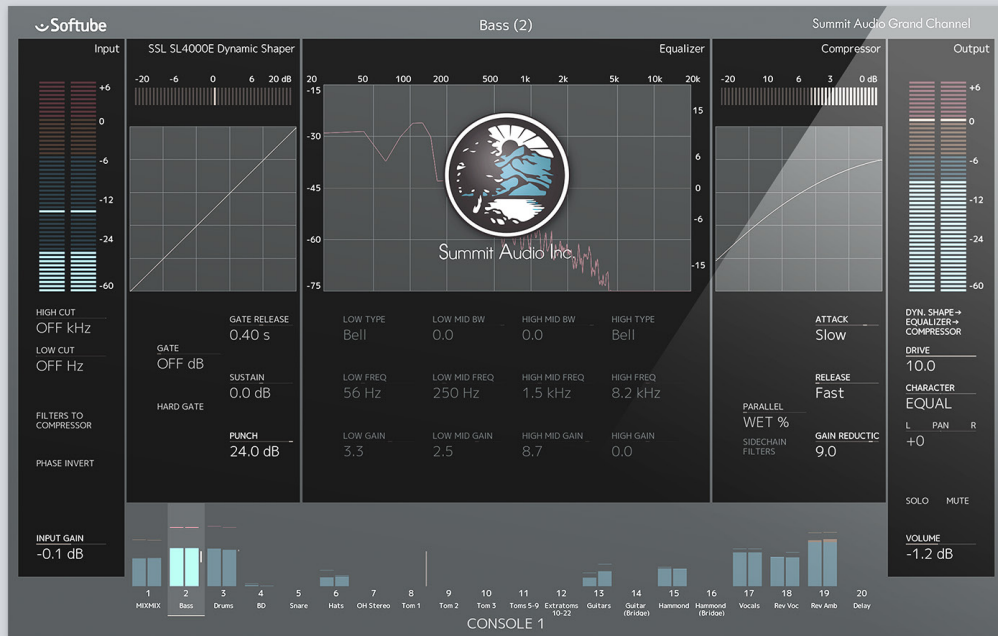 Softube
Bass (2)
Summit Audio Grand Channel
Input
SSL SL4000E Dynamic Shaper
Equalizer
Compressor
Output
+6
0
-6
-12
-24
-60
-20 -6 0 6 20 dB
20 50 100 200 500 1k 2k 5k 10k 20k
-15
-30
-45
-60
-75
15
6
0
-6
-15
Summit Audio Inc.
-20 10 6 3 0 dB
+6
0
-6
-12
-24
-60
HIGH CUT
OFF kHz
LOW CUT
OFF Hz
FILTERS TO
COMPRESSOR
PHASE INVERT
INPUT GAIN
-0.1 dB
GATE RELEASE
0.40 s
GATE
OFF dB
SUSTAIN
0.0 dB
HARD GATE
PUNCH
24.0 dB
LOW TYPE LOW MID BW HIGH MID BW HIGH TYPE
Bell 0.0 0.0 Bell
LOW FREQ LOW MID FREQ HIGH MID FREQ HIGH FREQ
56 Hz 250 Hz 1.5 kHz 8.2 kHz
LOW GAIN LOW MID GAIN HIGH MID GAIN HIGH GAIN
3.3 2.5 8.7 0.0
ATTACK
Slow
RELEASE
Fast
PARALLEL
WET %
SIDECHAIN
FILTERS
GAIN REDUCTIC
9.0
DYN. SHAPE→
EQUALIZER→
COMPRESSOR
DRIVE
10.0
CHARACTER
EQUAL
L PAN R
+0
SOLO MUTE
VOLUME
-1.2 dB
1 2 3 4 5 6 7 8 9 10 11 12 13 14 15 16 17 18 19 20
MIXMIX Bass Drums BD Snare Hats OH Stereo Tom 1 Tom 2 Tom 3 Toms 5-9 Extratoms Guitars Guitar Hammond Hammond Vocals Rev Voc Rev Amb Delay
10-22 (Bridge) (Bridge)
CONSOLE 1